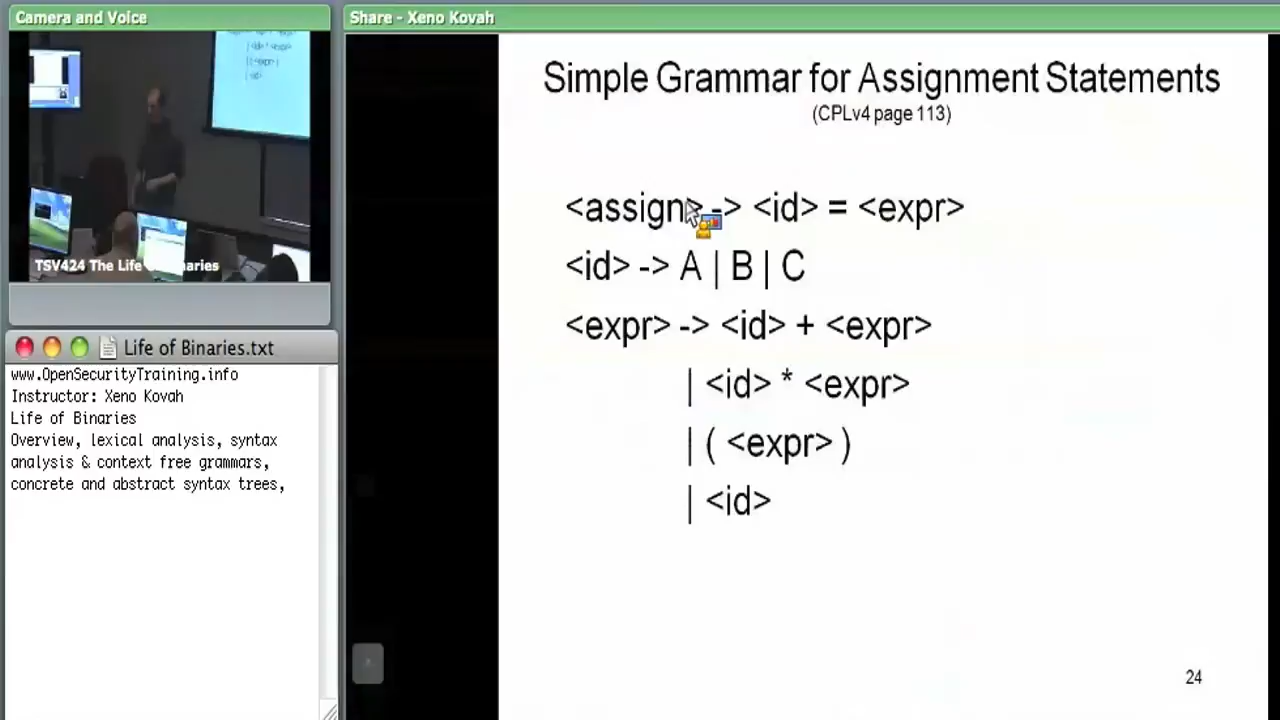 Camera and Voice
TSV424 The Life aries
Life of Binaries.txt
www.OpenSecurityTraining.info
Instructor: Xeno Kovah
Life of Binaries
Overview, lexical analysis, syntax
analysis & context free grammars,
concrete and abstract syntax trees,
Share - Xeno Kovah
Simple Grammar for Assignment Statements
(CPLv4 page 113)
<assign> -> <id> = <expr>
<id> -> A | B | C
<expr> -> <id> + <expr>
| <id> * <expr>
| ( <expr> )
| <id>
24